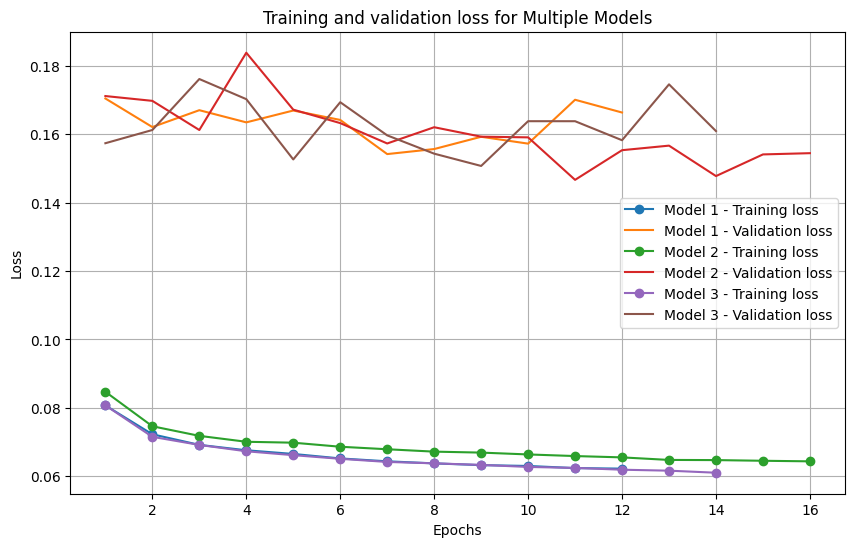 Training and validation loss for Multiple Models
Loss
0.18
0.16
0.14
0.12
0.10
0.08
0.06
Model 1 - Training loss
Model 1 - Validation loss
Model 2 - Training loss
Model 2 - Validation loss
Model 3 - Training loss
Model 3 - Validation loss
2 4 6 8 10 12 14 16
Epochs